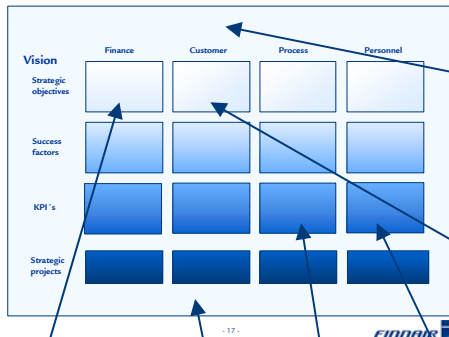 Vision
Finance Customer Process Personnel
Strategic
objectives
Success
factors
KPI´s
Strategic
projects
- 17 -
FINNAIR